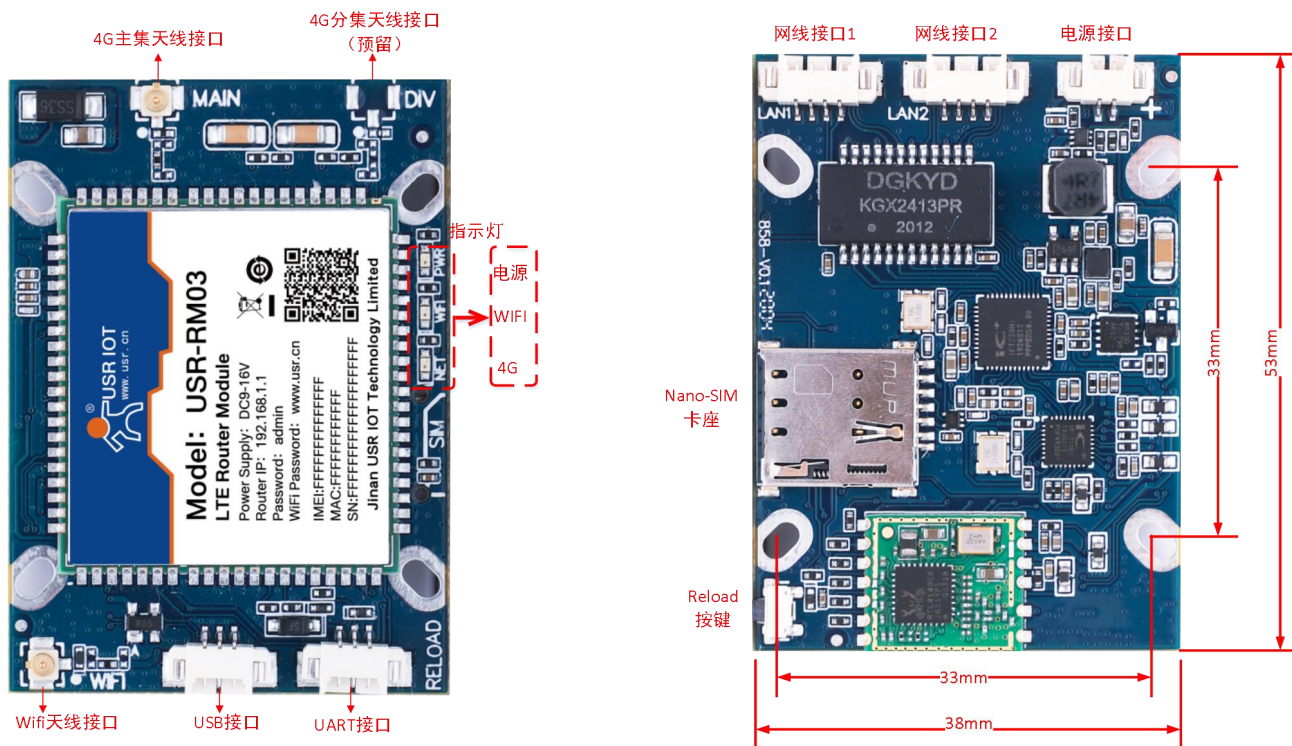 4G主集天线接口
4G分集天线接口
（预留）
SS36
MAIN
DIV
指示灯
PWR
WIFI
NET
电源
WIFI
4G
SIM
USR IOT
www.usr.cn
®
Model: USR-RM03
LTE Router Module
Power Supply: DC9-16V
Router IP: 192.168.1.1
Password: admin
WiFi Password: www.usr.cn
IMEI:FFFFFFFFFFFFFFF
MAC:FFFFFFFFFFFF
SN:FFFFFFFFFFFFFFFFFFFF
Jinan USR IOT Technology Limited
WIFI
RELOAD
Wifi天线接口
USB接口
UART接口
网线接口1
网线接口2
电源接口
LAN1
LAN2
DGKYD
KGX2413PR
2012
4R7
858-V01 2004
Nano-SIM
卡座
MUP
Reload
按键
33mm
53mm
33mm
38mm